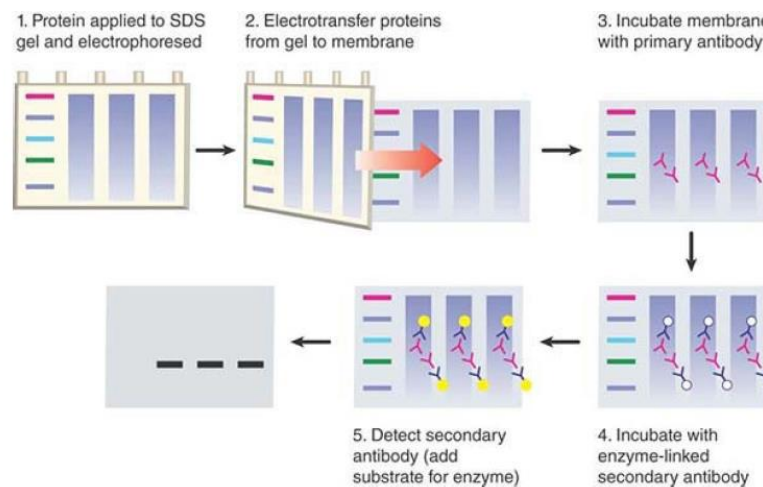 1. Protein applied to SDS
gel and electrophoresed
2. Electrotransfer proteins
from gel to membrane
3. Incubate membran
with primary antibody
5. Detect secondary
antibody (add
substrate for enzyme)
4. Incubate with
enzyme-linked
secondary antibody